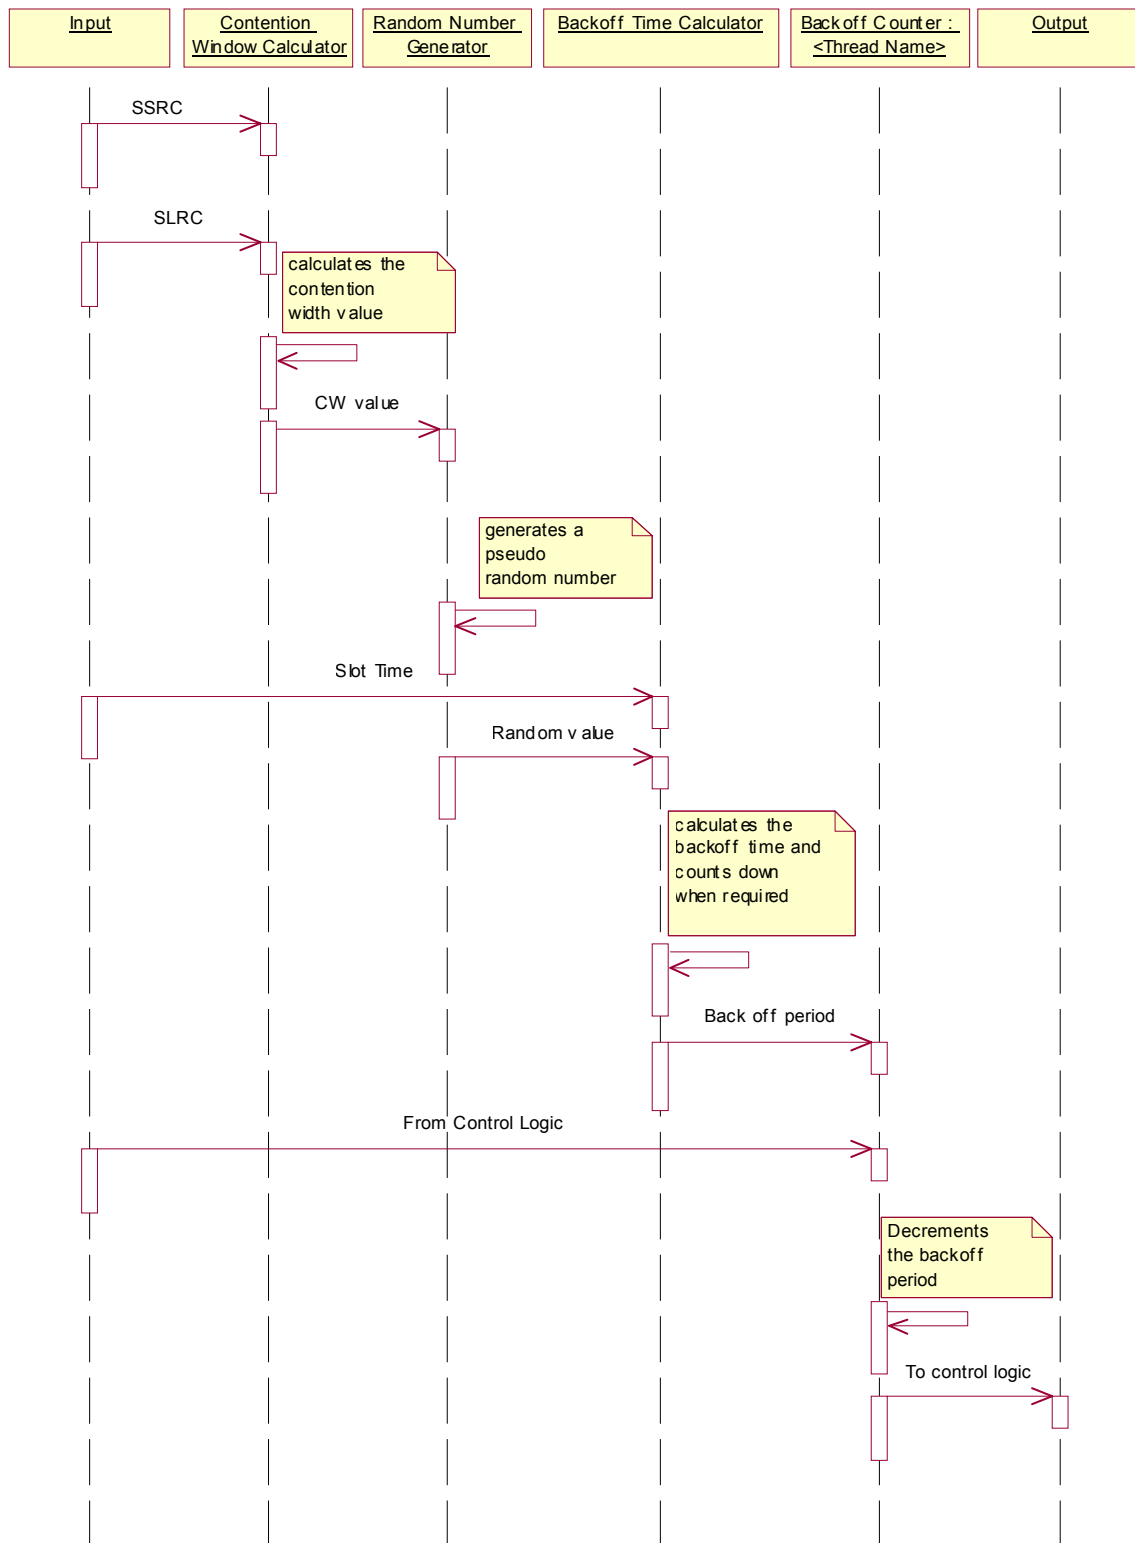 Input
Contention
Window Calculator
Random Number
Generator
Backoff Time Calculator
Backoff Counter :
<Thread Name>
Output
SSRC
SLRC
calculates the
contention
width value
CW value
generates a
pseudo
random number
Slot Time
Random value
calculates the
backoff time and
counts down
when required
Back off period
From Control Logic
Decrements
the backoff
period
To control logic